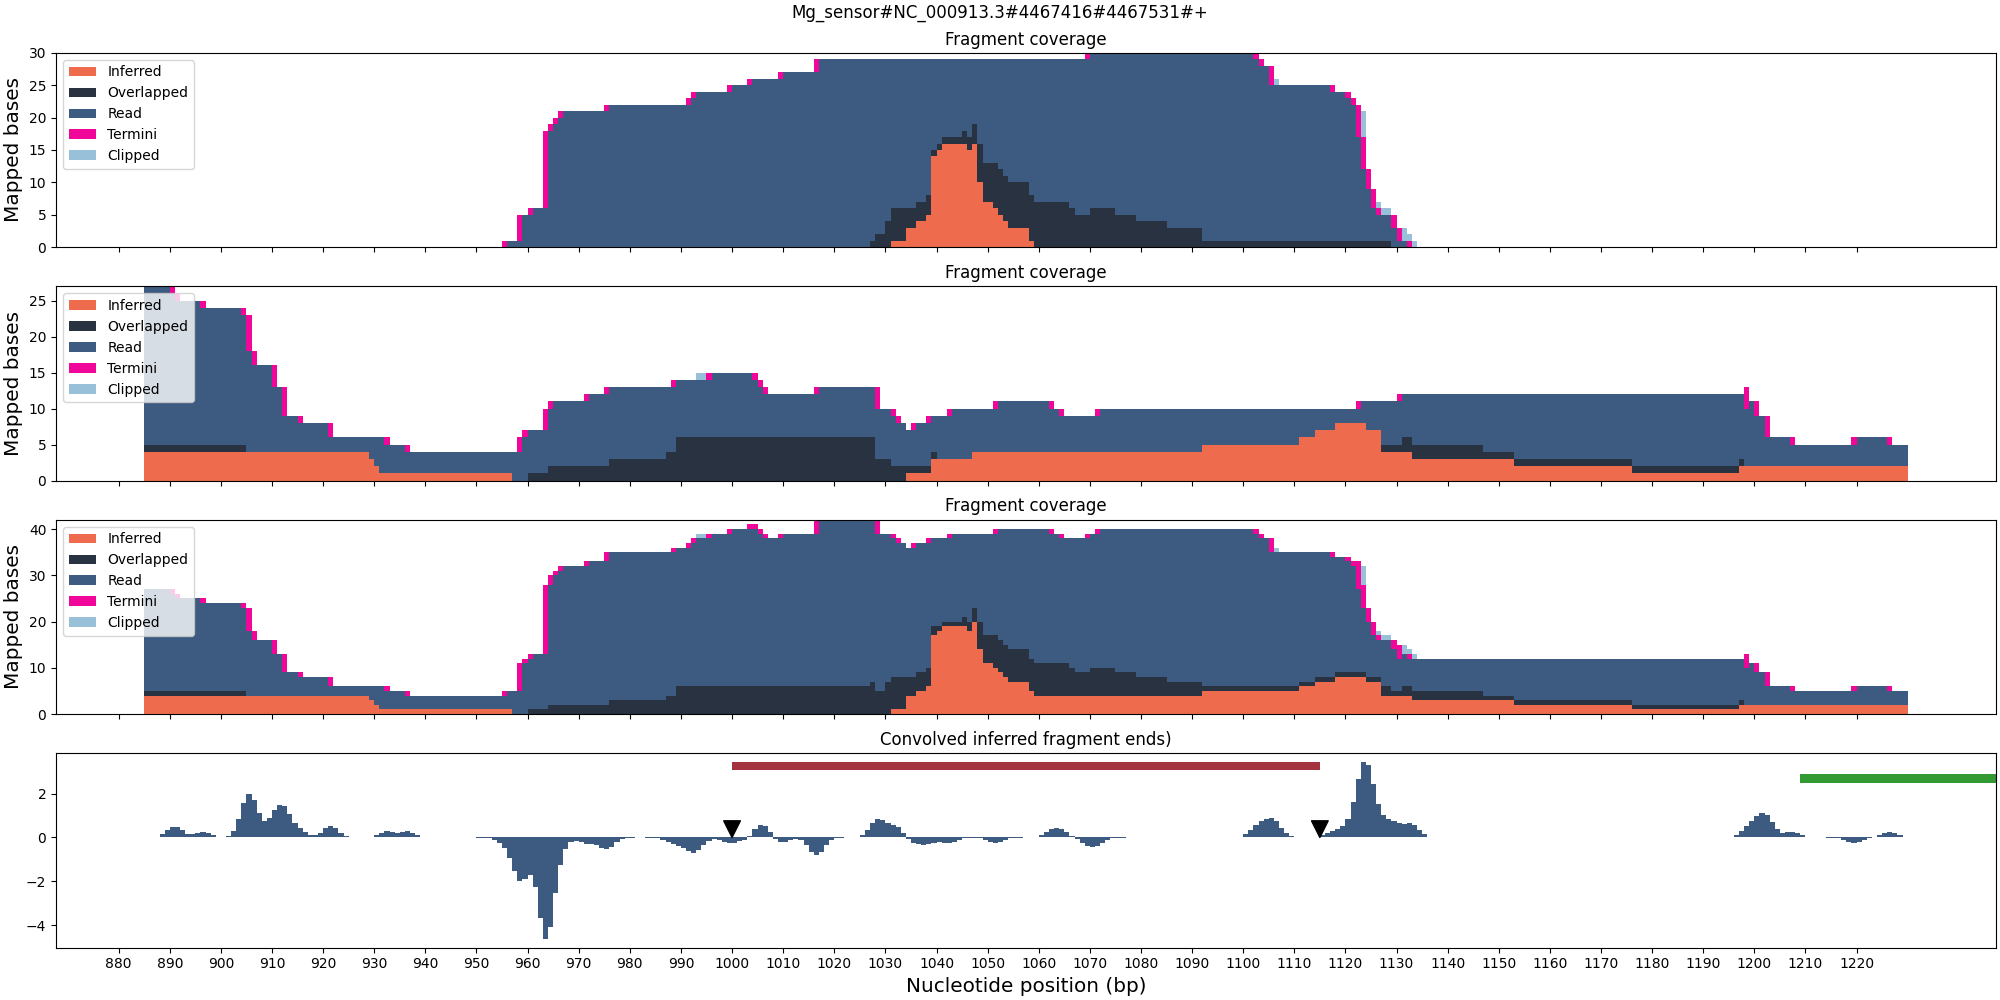 Mg_sensor#NC_000913.3#4467416#4467531#+
Fragment coverage
30
25
20
15
10
5
0
Mapped bases
Inferred
Overlapped
Read
Termini
Clipped
Fragment coverage
25
20
15
10
5
0
Mapped bases
Inferred
Overlapped
Read
Termini
Clipped
Fragment coverage
40
30
20
10
0
Mapped bases
Inferred
Overlapped
Read
Termini
Clipped
Convolved inferred fragment ends)
2
0
−2
−4
880 890 900 910 920 930 940 950 960 970 980 990 1000 1010 1020 1030 1040 1050 1060 1070 1080 1090 1100 1110 1120 1130 1140 1150 1160 1170 1180 1190 1200 1210 1220
Nucleotide position (bp)